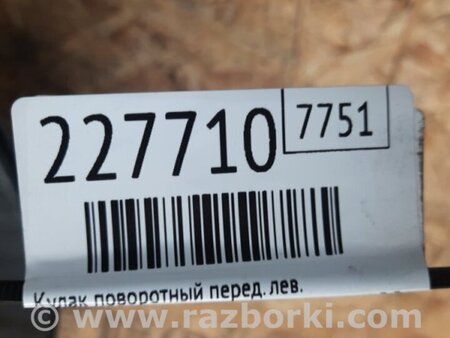 227710 7751
Кулак поворотный перед. лев.
www.razborki.com